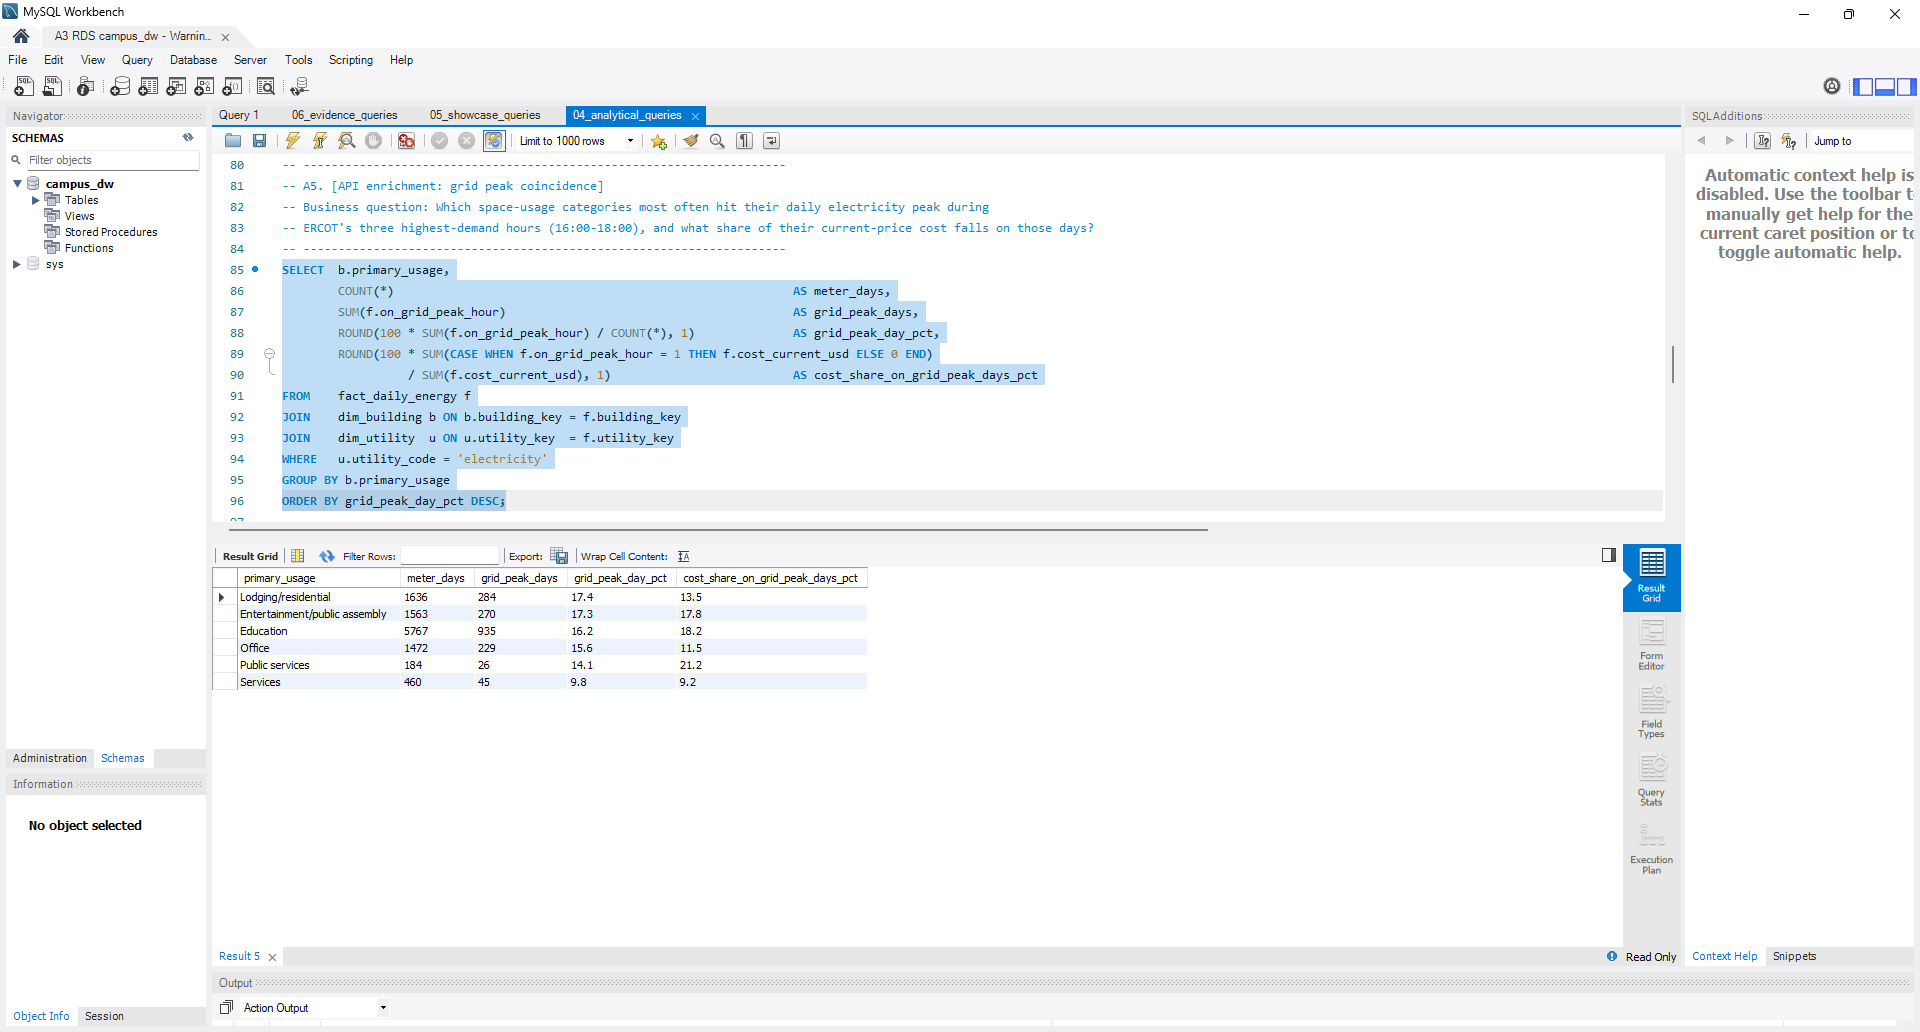 MySQL Workbench
A3 RDS campus_dw - Warnin...
File Edit View Query Database Server Tools Scripting Help
Navigator
SCHEMAS
Filter objects
campus_dw
Tables
Views
Stored Procedures
Functions
sys
Administration Schemas
Information
No object selected
Object Info Session
Query 1 06_evidence_queries 05_showcase_queries 04_analytical_queries
Limit to 1000 rows
80 -- ---------------------------------------------------------------------
81 -- A5. [API enrichment: grid peak coincidence]
82 -- Business question: Which space-usage categories most often hit their daily electricity peak during
83 -- ERCOT's three highest-demand hours (16:00-18:00), and what share of their current-price cost falls on those days?
84 -- ---------------------------------------------------------------------
85 SELECT b.primary_usage,
86 COUNT(*) AS meter_days,
87 SUM(f.on_grid_peak_hour) AS grid_peak_days,
88 ROUND(100 * SUM(f.on_grid_peak_hour) / COUNT(*), 1) AS grid_peak_day_pct,
89 ROUND(100 * SUM(CASE WHEN f.on_grid_peak_hour = 1 THEN f.cost_current_usd ELSE 0 END)
90 / SUM(f.cost_current_usd), 1) AS cost_share_on_grid_peak_days_pct
91 FROM fact_daily_energy f
92 JOIN dim_building b ON b.building_key = f.building_key
93 JOIN dim_utility u ON u.utility_key = f.utility_key
94 WHERE u.utility_code = 'electricity'
95 GROUP BY b.primary_usage
96 ORDER BY grid_peak_day_pct DESC;
Result Grid Filter Rows: Export: Wrap Cell Content:
primary_usage meter_days grid_peak_days grid_peak_day_pct cost_share_on_grid_peak_days_pct
Lodging/residential 1636 284 17.4 13.5
Entertainment/public assembly 1563 270 17.3 17.8
Education 5767 935 16.2 18.2
Office 1472 229 15.6 11.5
Public services 184 26 14.1 21.2
Services 460 45 9.8 9.2
Result
Grid
Form
Editor
Field
Types
Query
Stats
Execution
Plan
Result 5
Read Only
Output
Action Output
SQLAdditions
Jump to
Automatic context help is
disabled. Use the toolbar t
manually get help for the
current caret position or to
toggle automatic help.
Context Help Snippets